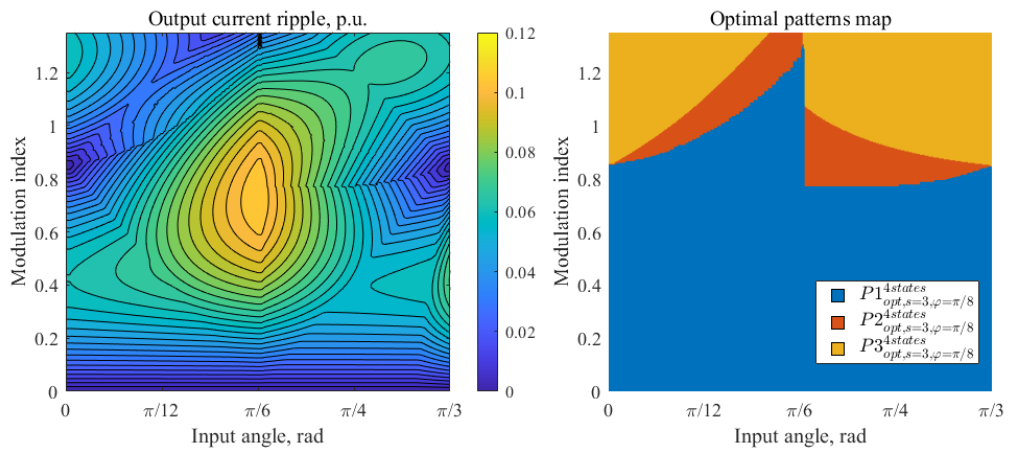 Output current ripple, p.u.
Modulation index
1.2
1
0.8
0.6
0.4
0.2
0
0 π/12 π/6 π/4 π/3
Input angle, rad
0.12
0.1
0.08
0.06
0.04
0.02
0
Optimal patterns map
Modulation index
1.2
1
0.8
0.6
0.4
0.2
0
P1^{4states}_{opt,s=3,φ=π/8}
P2^{4states}_{opt,s=3,φ=π/8}
P3^{4states}_{opt,s=3,φ=π/8}
0 π/12 π/6 π/4 π/3
Input angle, rad